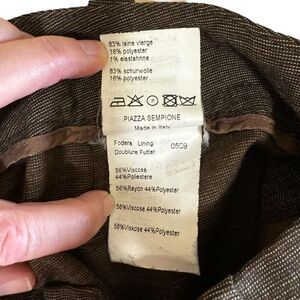 83% laine vierge
16% polyester
1% elasthanne
83% schurwolle
16% polyester
PIAZZA SEMPIONE
Made in Italy
Fodera Lining 0509
Doublure Futter
56%Viscosa
44%Poliestere
56%Rayon 44%Polyester
56%Viscose 44%Polyester
56%Viskose 44%Polyester